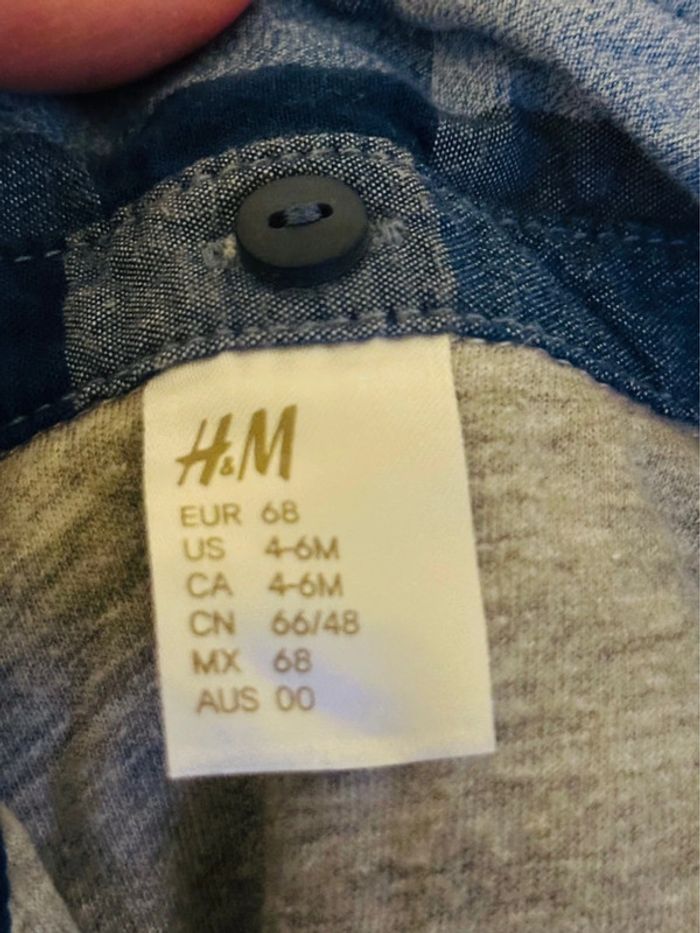 H&M
EUR 68
US 4-6M
CA 4-6M
CN 66/48
MX 68
AUS 00